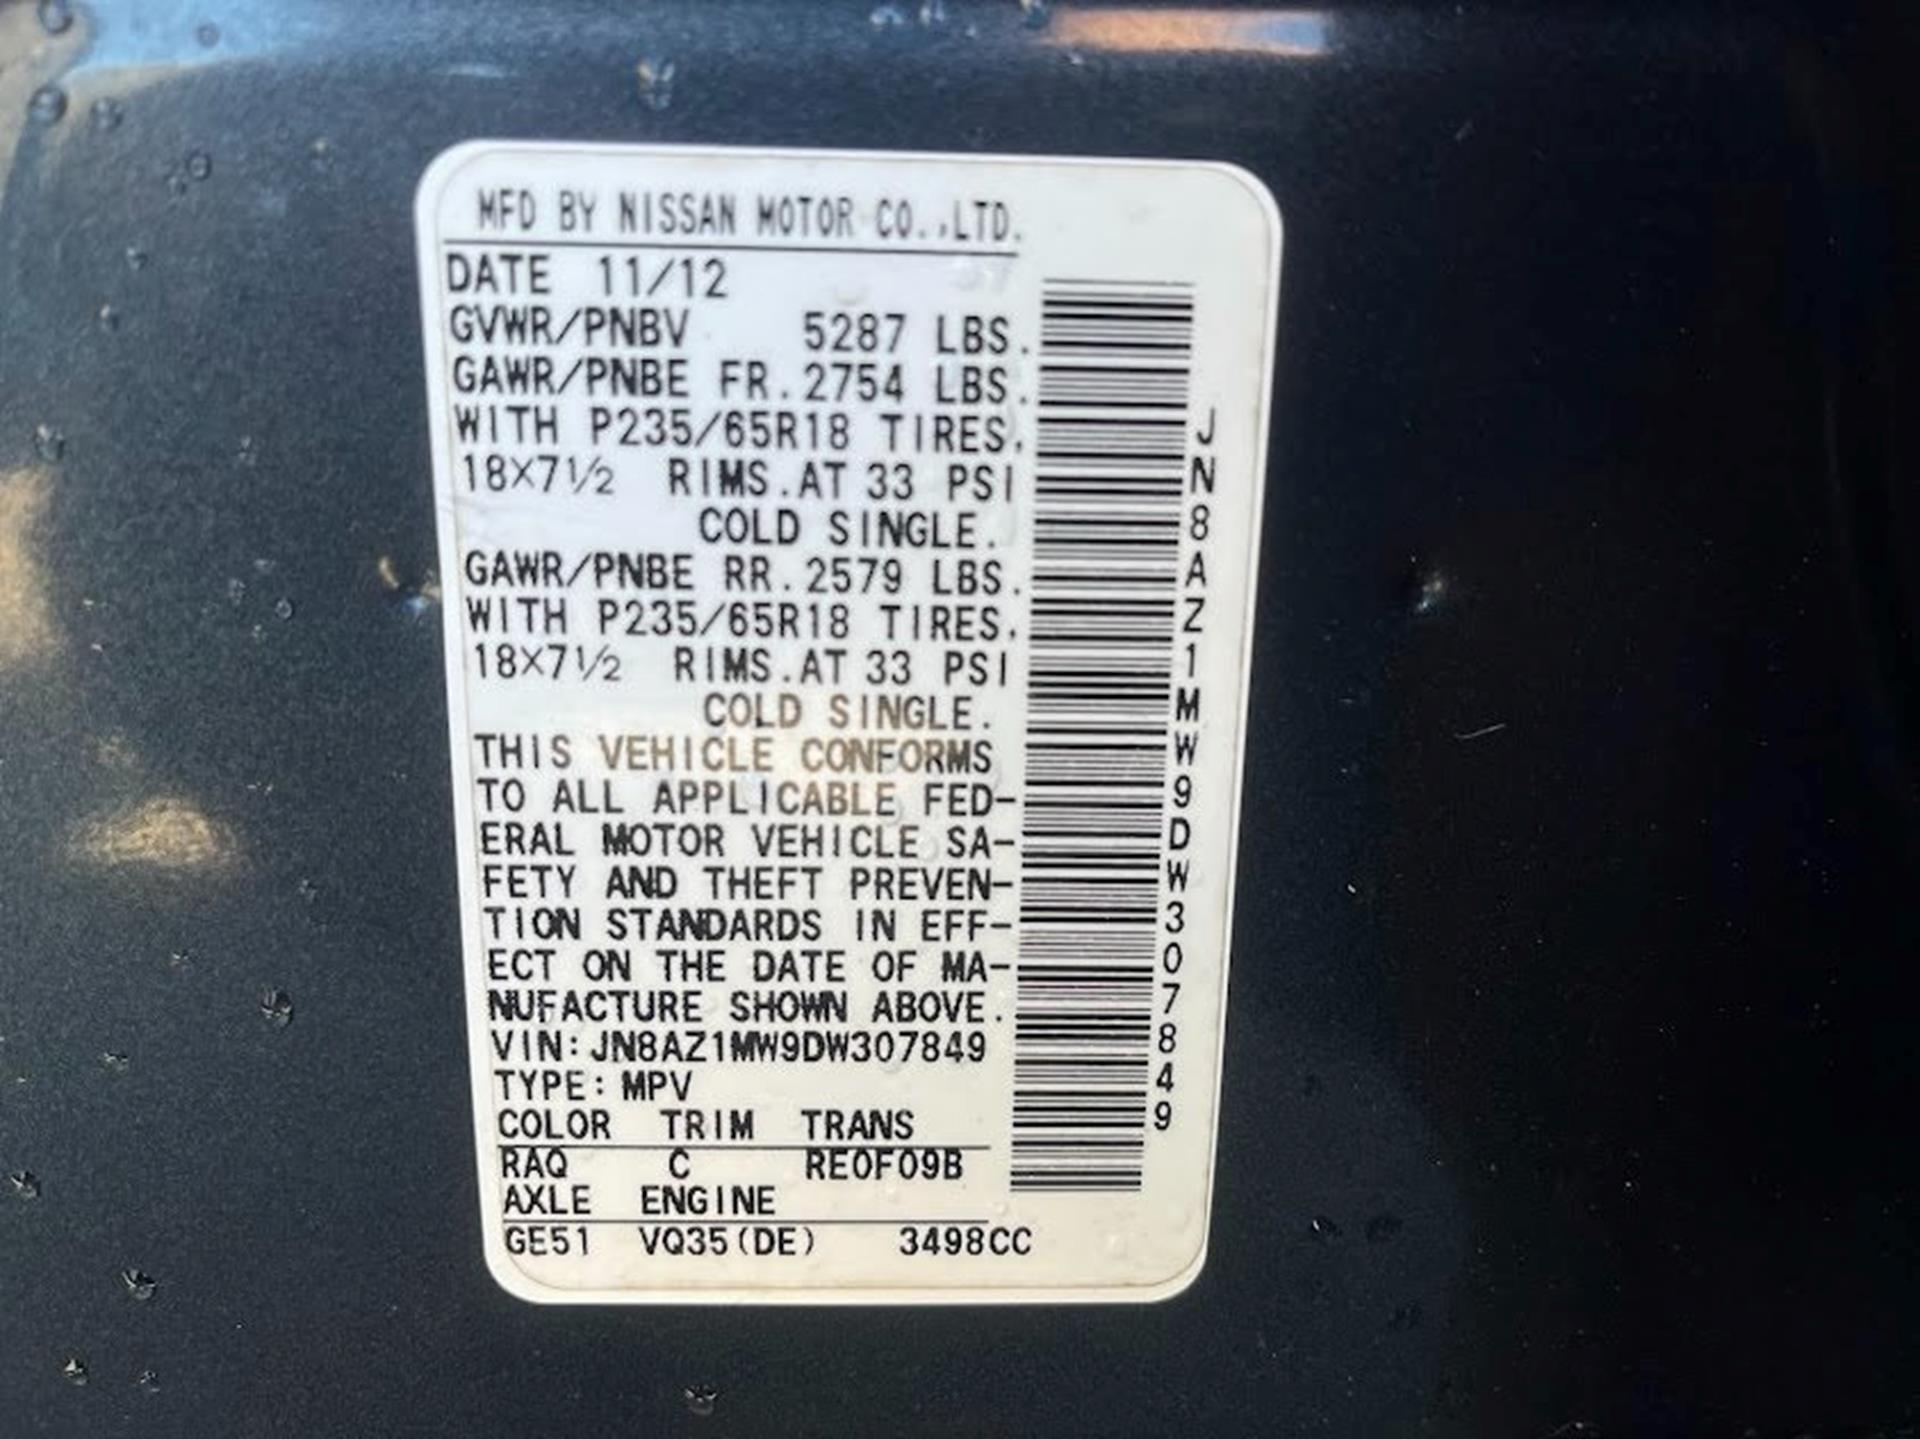 MFD BY NISSAN MOTOR CO.,LTD.
DATE 11/12
GVWR/PNBV 5287 LBS.
GAWR/PNBE FR.2754 LBS.
WITH P235/65R18 TIRES.
18×7½ RIMS.AT 33 PSI
COLD SINGLE.
GAWR/PNBE RR.2579 LBS.
WITH P235/65R18 TIRES.
18×7½ RIMS.AT 33 PSI
COLD SINGLE.
THIS VEHICLE CONFORMS
TO ALL APPLICABLE FED-
ERAL MOTOR VEHICLE SA-
FETY AND THEFT PREVEN-
TION STANDARDS IN EFF-
ECT ON THE DATE OF MA-
NUFACTURE SHOWN ABOVE.
VIN:JN8AZ1MW9DW307849
TYPE:MPV
COLOR TRIM TRANS
RAQ C RE0F09B
AXLE ENGINE
GE51 VQ35(DE) 3498CC
JN8AZ1MW9DW307849